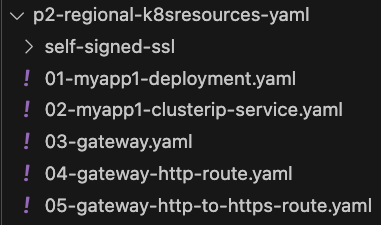 p2-regional-k8sresources-yaml
self-signed-ssl
! 01-myapp1-deployment.yaml
! 02-myapp1-clusterip-service.yaml
! 03-gateway.yaml
! 04-gateway-http-route.yaml
! 05-gateway-http-to-https-route.yaml